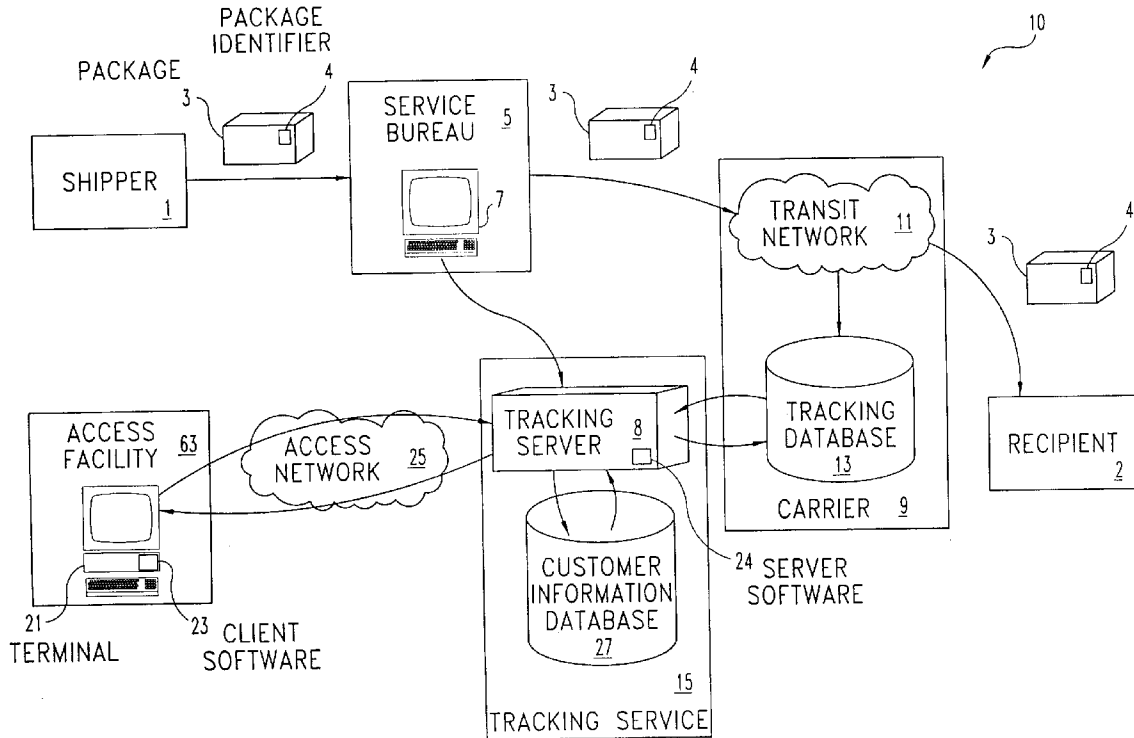 PACKAGE
IDENTIFIER
PACKAGE
3
4
SHIPPER
1
SERVICE
BUREAU
5
7
3
4
10
TRANSIT
NETWORK
11
3
4
TRACKING
DATABASE
13
CARRIER
9
RECIPIENT
2
ACCESS
FACILITY
63
21
TERMINAL
23
CLIENT
SOFTWARE
ACCESS
NETWORK
25
TRACKING
SERVER
8
24
SERVER
SOFTWARE
CUSTOMER
INFORMATION
DATABASE
27
15
TRACKING SERVICE